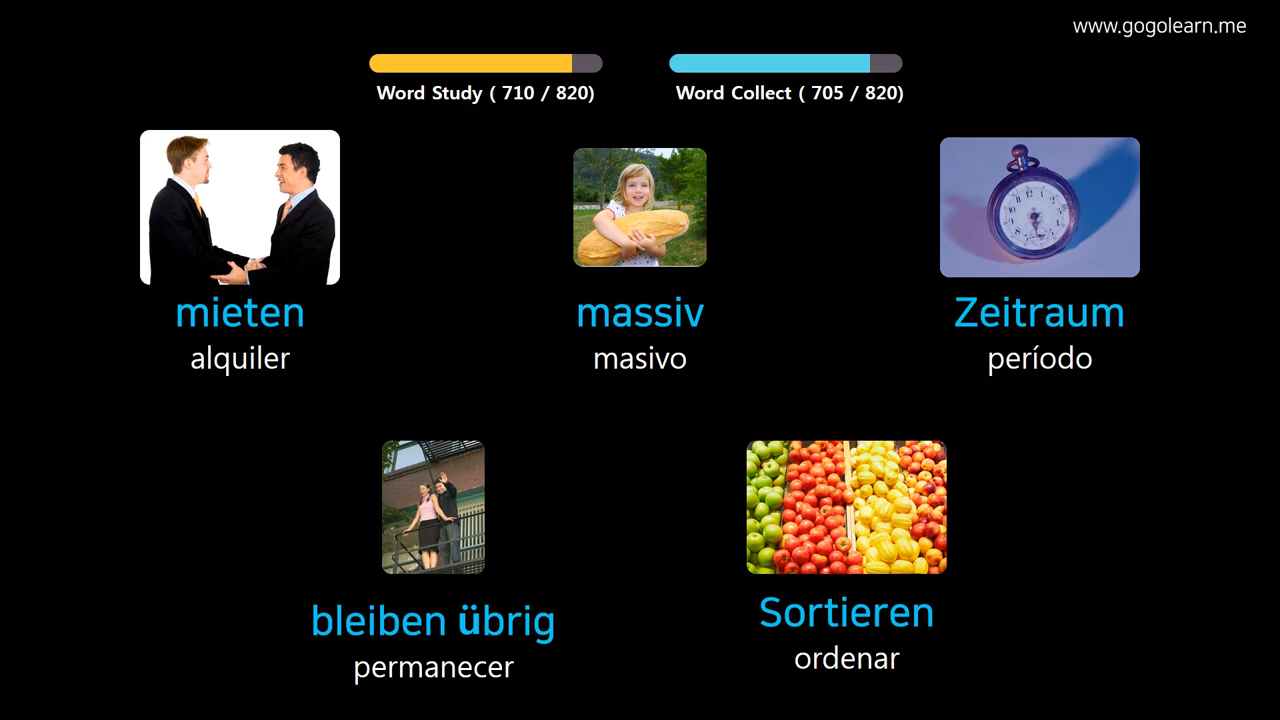 www.gogolearn.me
Word Study ( 710 / 820)
Word Collect ( 705 / 820)
mieten
alquiler
massiv
masivo
Zeitraum
período
bleiben übrig
permanecer
Sortieren
ordenar